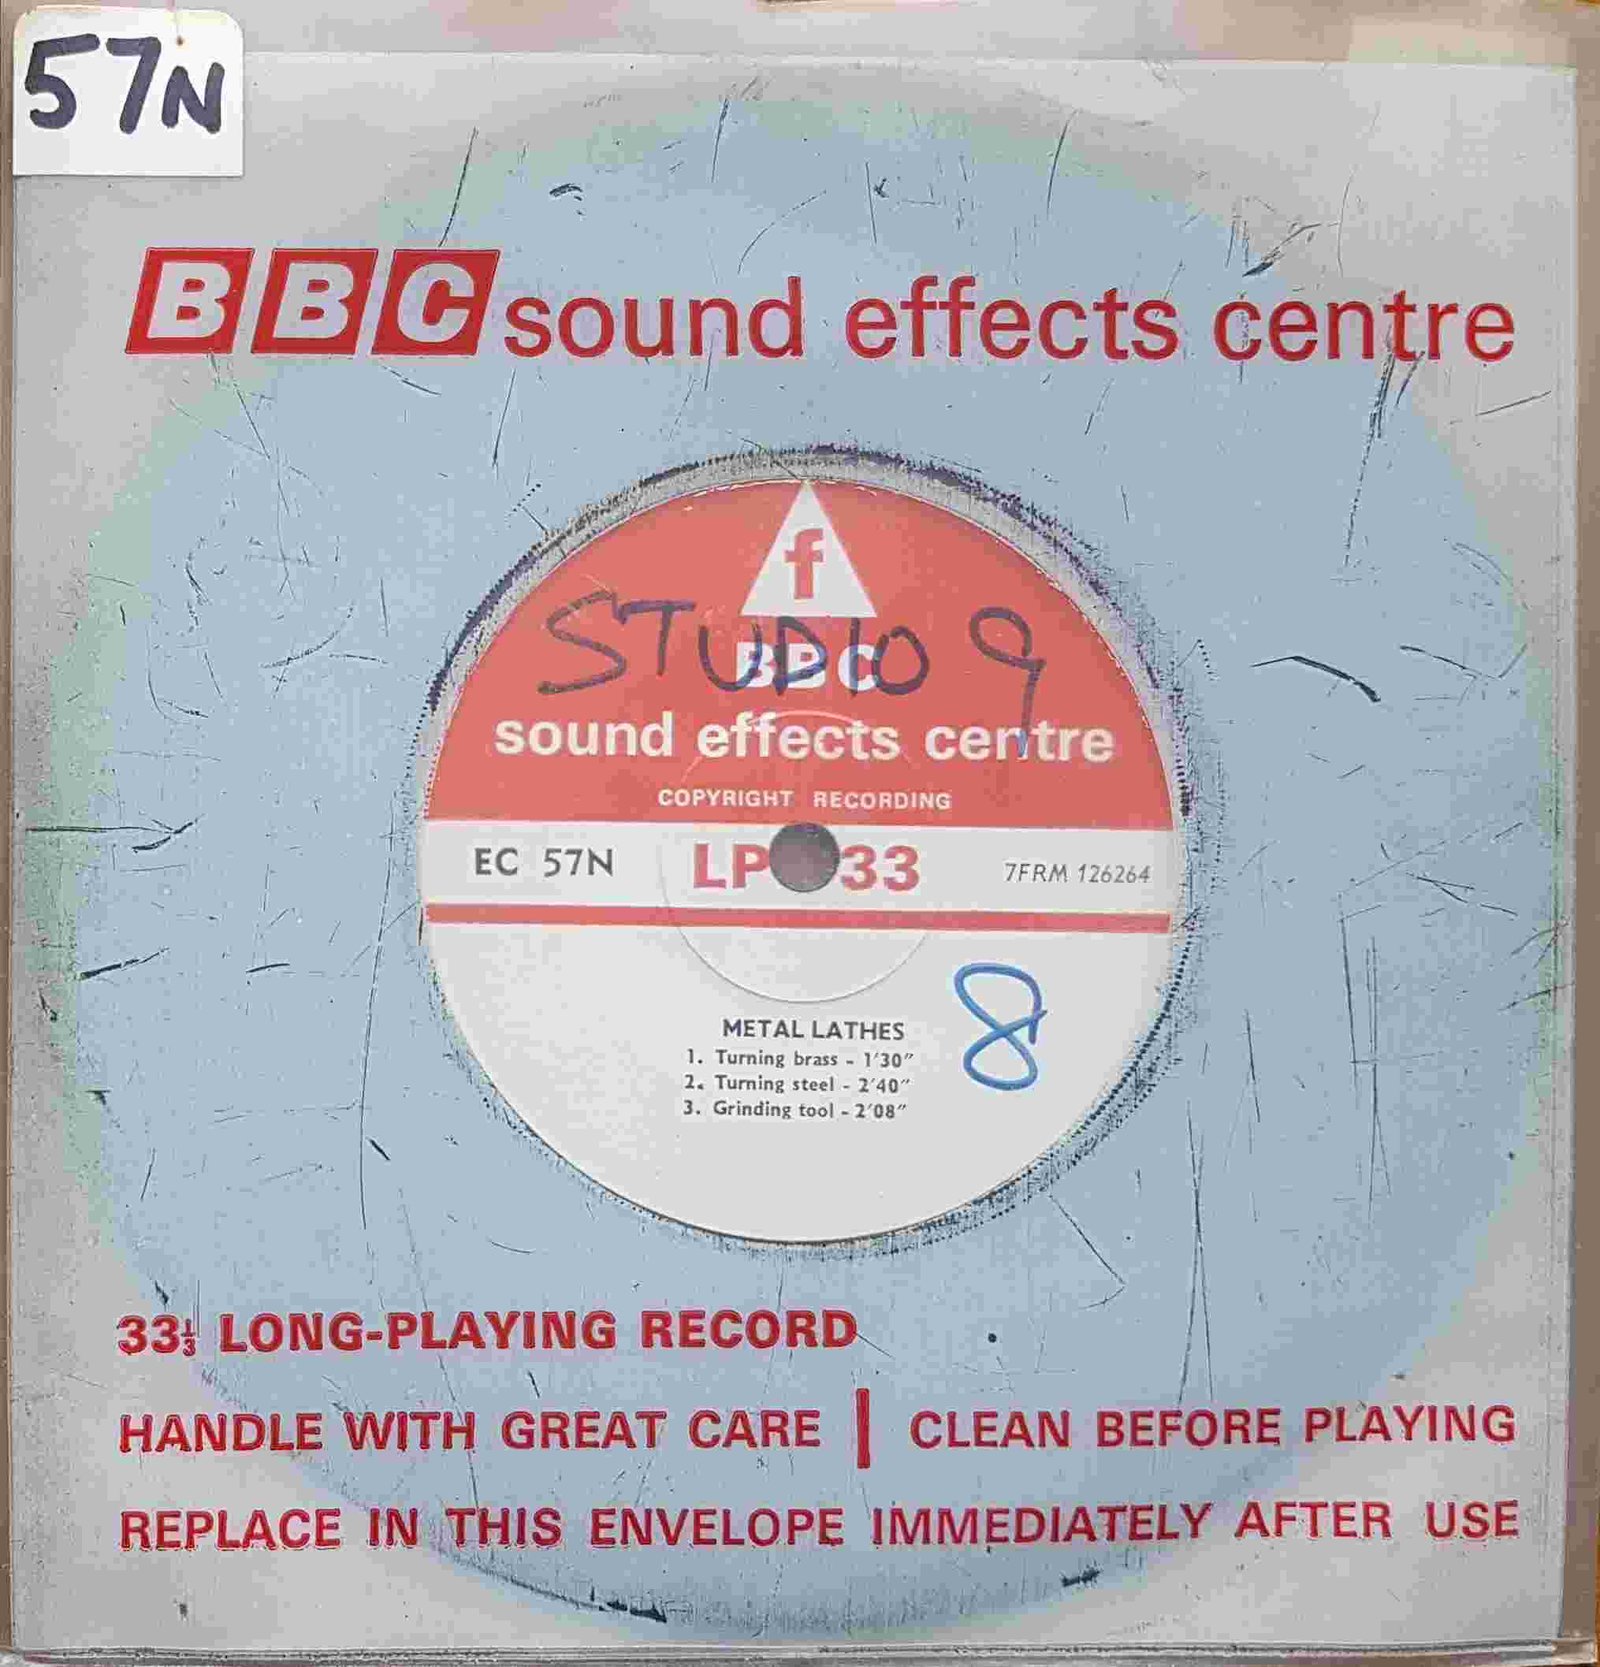 57N
BBC sound effects centre
f
STUDIO 9
BBC
sound effects centre
COPYRIGHT RECORDING
EC 57N LP 33 7FRM 126264
8
METAL LATHES
1. Turning brass - 1'30"
2. Turning steel - 2'40"
3. Grinding tool - 2'08"
33⅓ LONG-PLAYING RECORD
HANDLE WITH GREAT CARE | CLEAN BEFORE PLAYING
REPLACE IN THIS ENVELOPE IMMEDIATELY AFTER USE